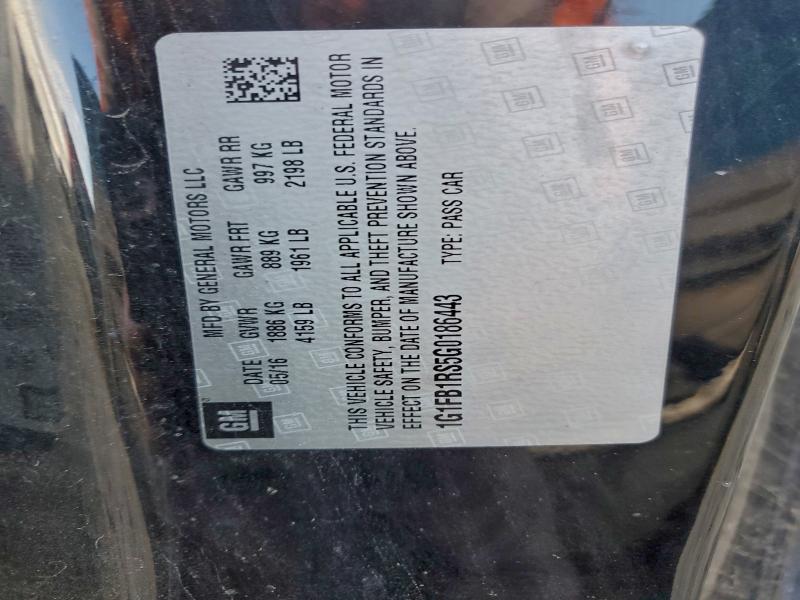 GM
MFD BY GENERAL MOTORS LLC
DATE GVWR GAWR FRT GAWR RR
05/16 1886 KG 889 KG 997 KG
4159 LB 1961 LB 2198 LB
THIS VEHICLE CONFORMS TO ALL APPLICABLE U.S. FEDERAL MOTOR
VEHICLE SAFETY, BUMPER, AND THEFT PREVENTION STANDARDS IN
EFFECT ON THE DATE OF MANUFACTURE SHOWN ABOVE.
1G1FB1RS5G0186443 TYPE: PASS CAR